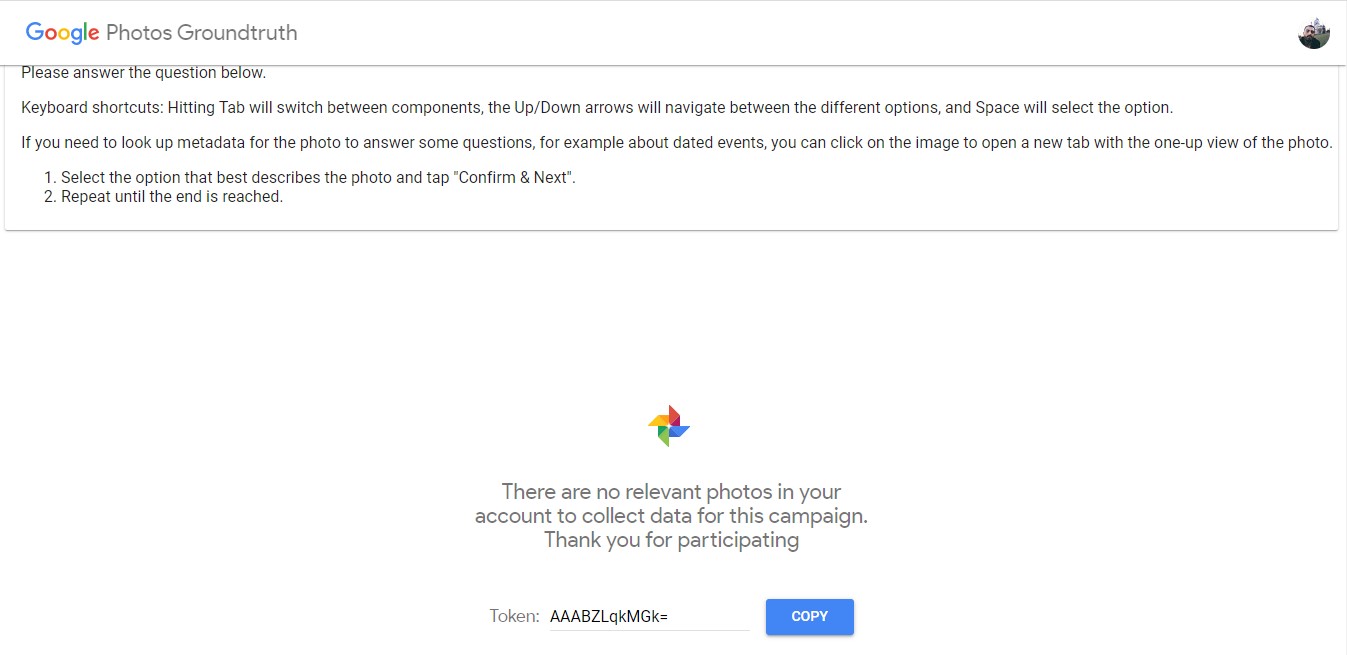 Google Photos Groundtruth
Please answer the question below.
Keyboard shortcuts: Hitting Tab will switch between components, the Up/Down arrows will navigate between the different options, and Space will select the option.
If you need to look up metadata for the photo to answer some questions, for example about dated events, you can click on the image to open a new tab with the one-up view of the photo.
1. Select the option that best describes the photo and tap "Confirm & Next".
2. Repeat until the end is reached.
There are no relevant photos in your
account to collect data for this campaign.
Thank you for participating
Token: AAABZLqkMGk= COPY